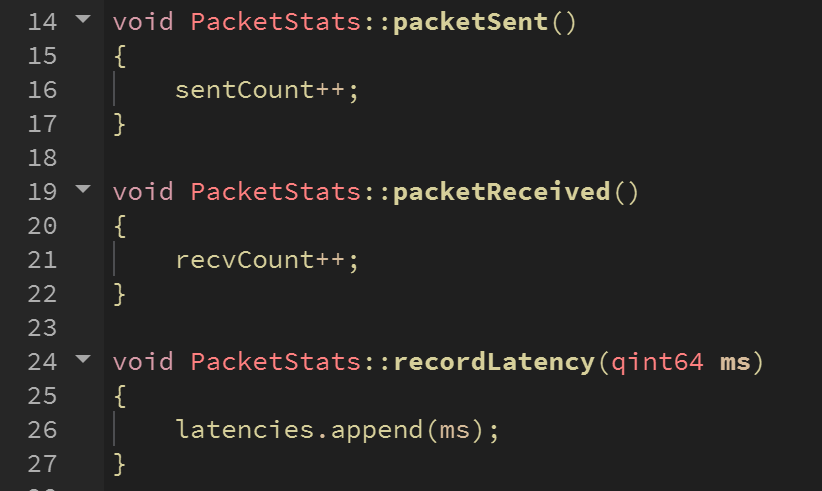 14 void PacketStats::packetSent()
15 {
16     sentCount++;
17 }
18
19 void PacketStats::packetReceived()
20 {
21     recvCount++;
22 }
23
24 void PacketStats::recordLatency(qint64 ms)
25 {
26     latencies.append(ms);
27 }